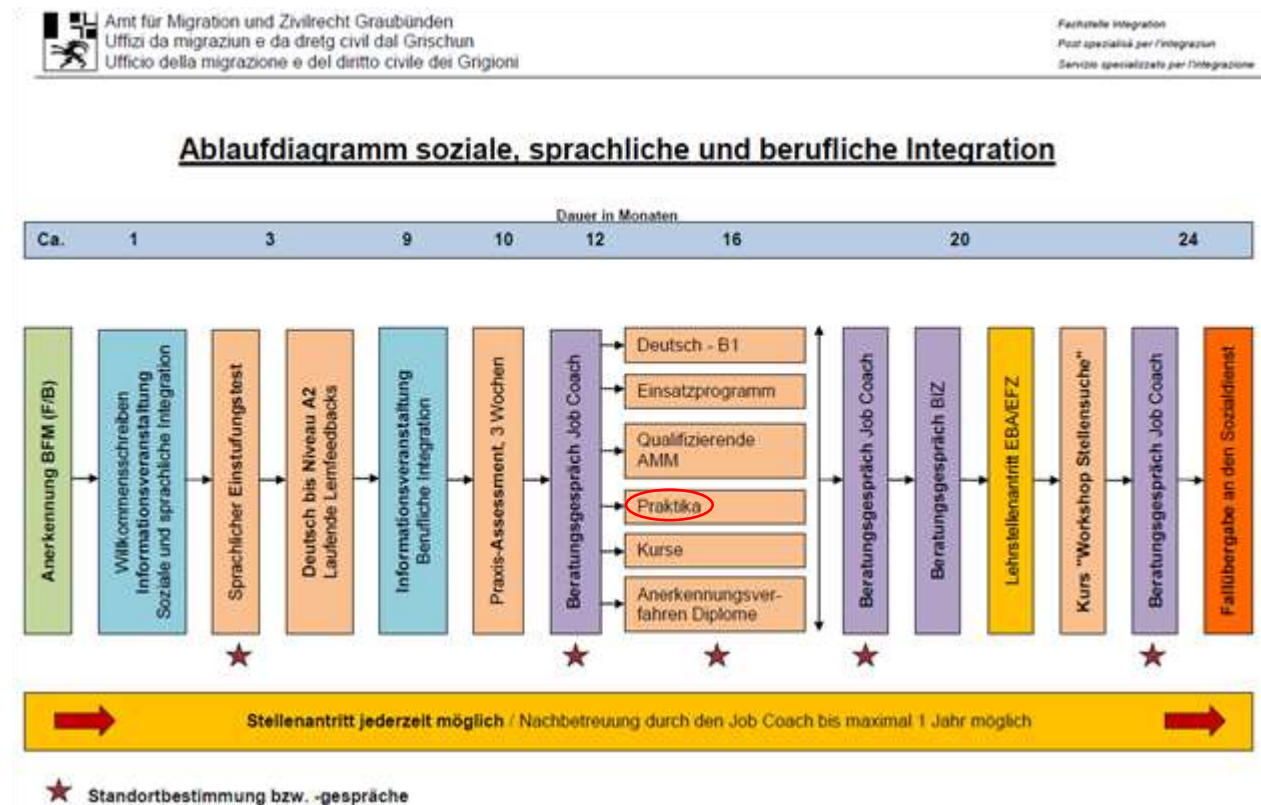 Amt für Migration und Zivilrecht Graubünden
Uffizi da migraziun e da dretg civil dal Grischun
Ufficio della migrazione e del diritto civile dei Grigioni
Fachstelle Integration
Post spezialisà per l'integraziun
Servizio specializzato per l'integrazione
Ablaufdiagramm soziale, sprachliche und berufliche Integration
Dauer in Monaten
Ca. 1 3 9 10 12 16 20 24
Anerkennung BFM (F/B)
Willkommensschreiben
Informationsveranstaltung
Soziale und sprachliche Integration
Sprachlicher Einstufungstest
Deutsch bis Niveau A2
Laufende Lernfeedbacks
Informationsveranstaltung
Berufliche Integration
Praxis-Assessment, 3 Wochen
Beratungsgespräch Job Coach
Deutsch - B1
Einsatzprogramm
Qualifizierende
AMM
Praktika
Kurse
Anerkennungsver-
fahren Diplome
Beratungsgespräch Job Coach
Beratungsgespräch BIZ
Lehrstellenantritt EBA/EFZ
Kurs "Workshop Stellensuche"
Beratungsgespräch Job Coach
Fallübergabe an den Sozialdienst
Stellenantritt jederzeit möglich / Nachbetreuung durch den Job Coach bis maximal 1 Jahr möglich
Standortbestimmung bzw. -gespräche